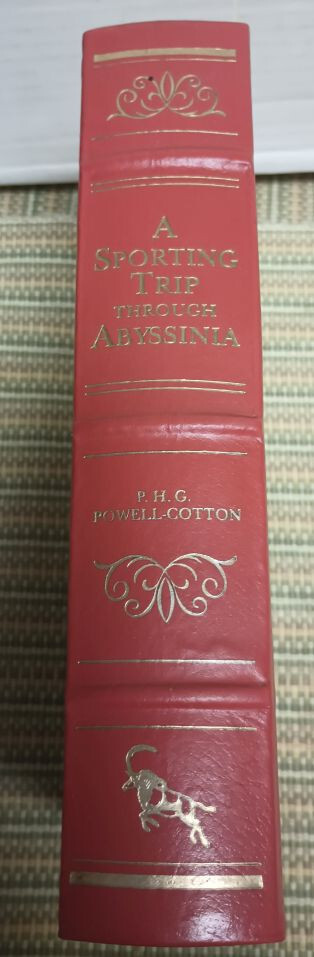 A
SPORTING
TRIP
THROUGH
ABYSSINIA
P. H. G.
POWELL-COTTON